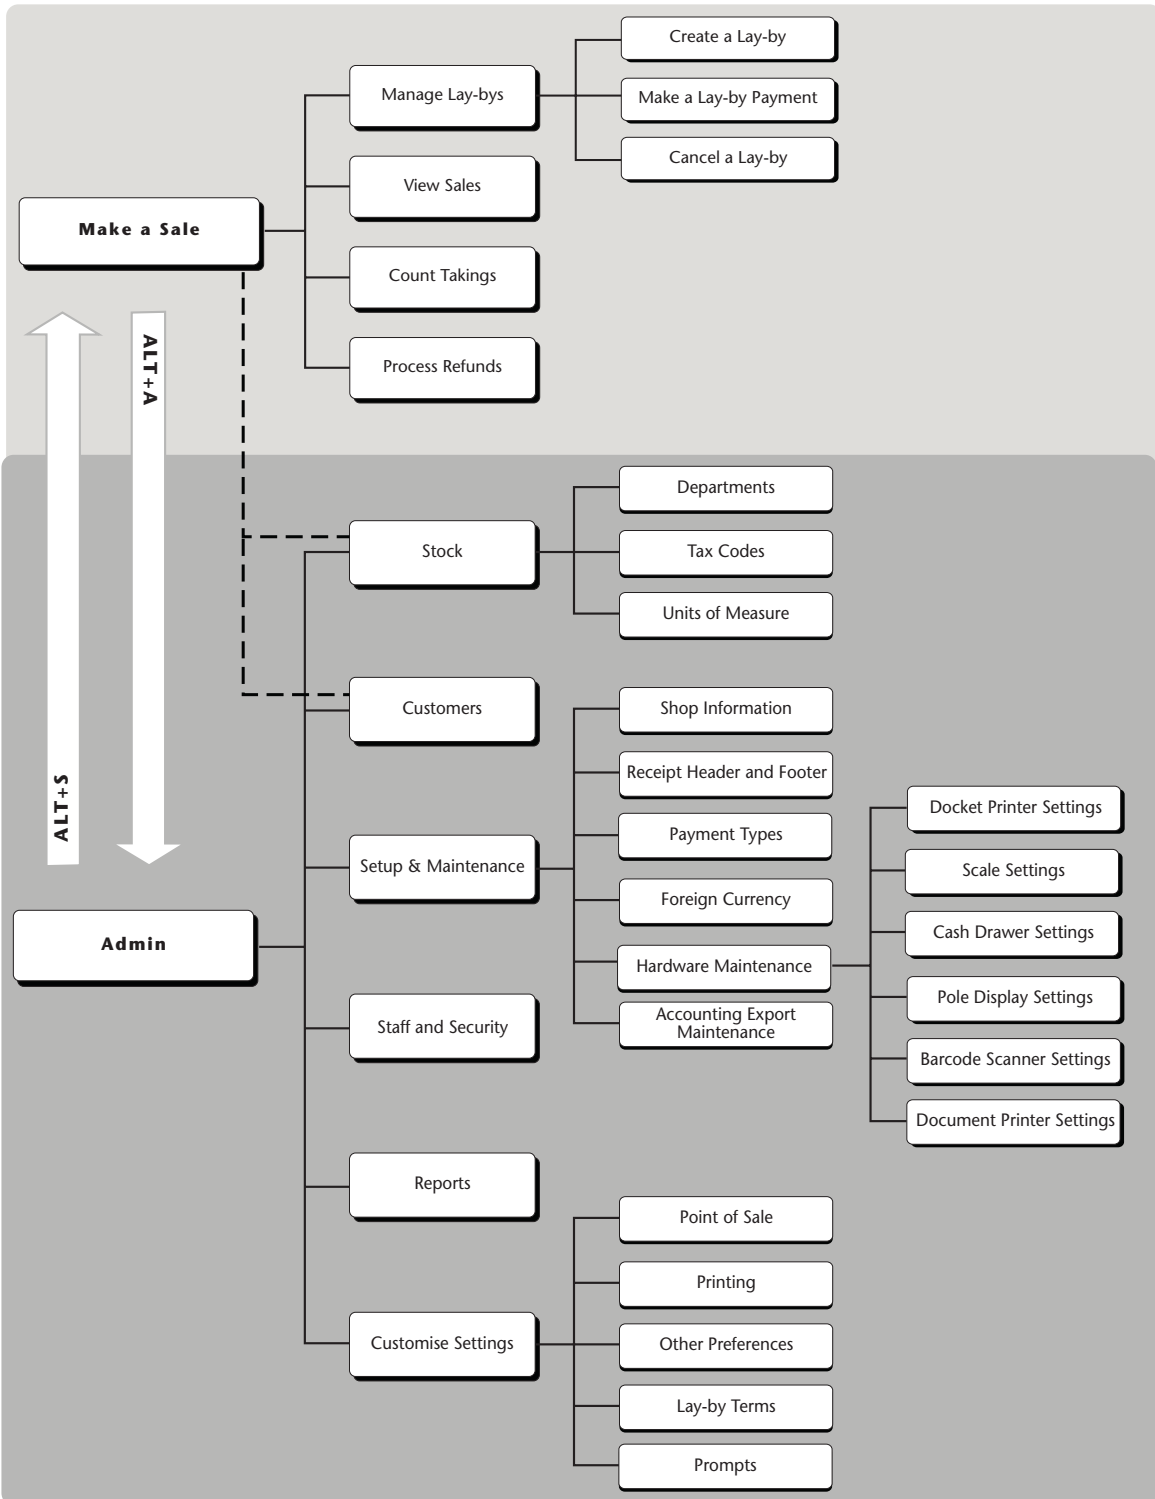 Create a Lay-by
Manage Lay-bys
Make a Lay-by Payment
Cancel a Lay-by
View Sales
Make a Sale
Count Takings
Process Refunds
ALT+A
ALT+S
Departments
Stock
Tax Codes
Units of Measure
Customers
Shop Information
Receipt Header and Footer
Setup & Maintenance
Payment Types
Foreign Currency
Hardware Maintenance
Accounting Export
Maintenance
Docket Printer Settings
Scale Settings
Cash Drawer Settings
Pole Display Settings
Barcode Scanner Settings
Document Printer Settings
Admin
Staff and Security
Reports
Customise Settings
Point of Sale
Printing
Other Preferences
Lay-by Terms
Prompts